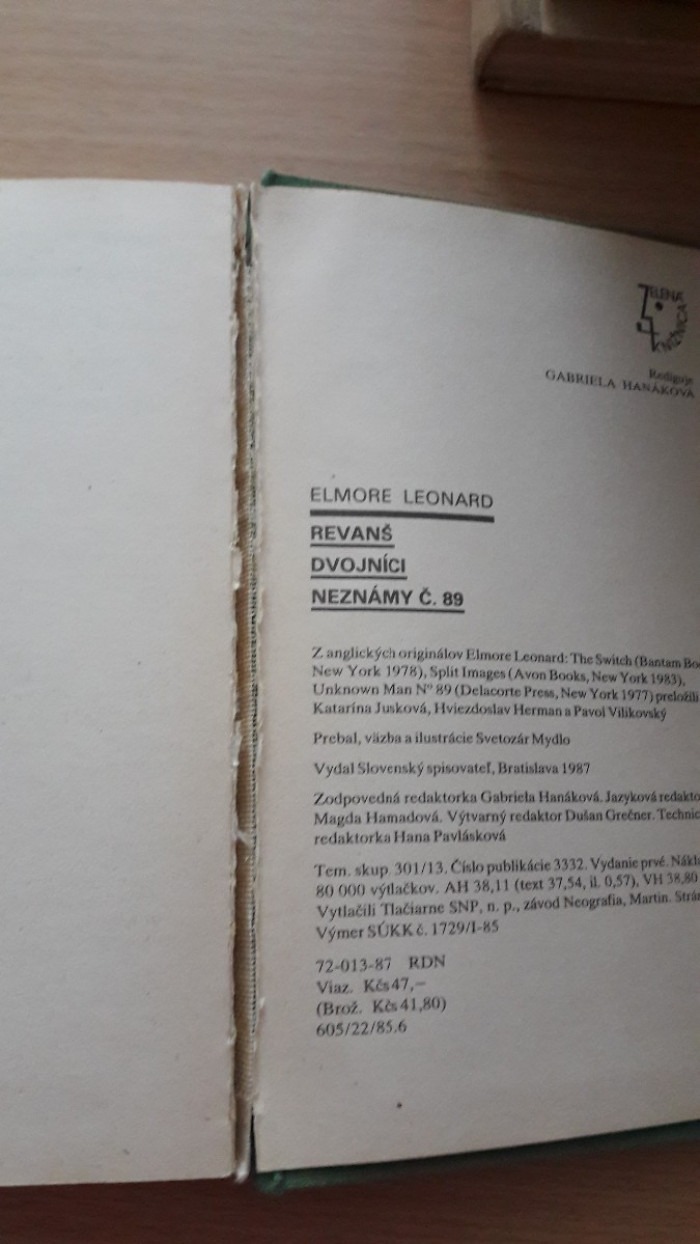 ZELENÁ
KNIŽNICA
Rediguje
GABRIELA HANÁKOVÁ
ELMORE LEONARD
REVANŠ
DVOJNÍCI
NEZNÁMY Č. 89
Z anglických originálov Elmore Leonard: The Switch (Bantam Boo
New York 1978), Split Images (Avon Books, New York 1983),
Unknown Man Nº 89 (Delacorte Press, New York 1977) preložili
Katarína Jusková, Hviezdoslav Herman a Pavol Vilikovský
Prebal, väzba a ilustrácie Svetozár Mydlo
Vydal Slovenský spisovateľ, Bratislava 1987
Zodpovedná redaktorka Gabriela Hanáková. Jazyková redakto
Magda Hamadová. Výtvarný redaktor Dušan Grečner. Technic
redaktorka Hana Pavlásková
Tem. skup. 301/13. Číslo publikácie 3332. Vydanie prvé. Nákla
80 000 výtlačkov. AH 38,11 (text 37,54, il. 0,57), VH 38,80
Vytlačili Tlačiarne SNP, n. p., závod Neografia, Martin. Strán
Výmer SÚKK č. 1729/I-85
72-013-87 RDN
Viaz. Kčs 47,–
(Brož. Kčs 41,80)
605/22/85.6